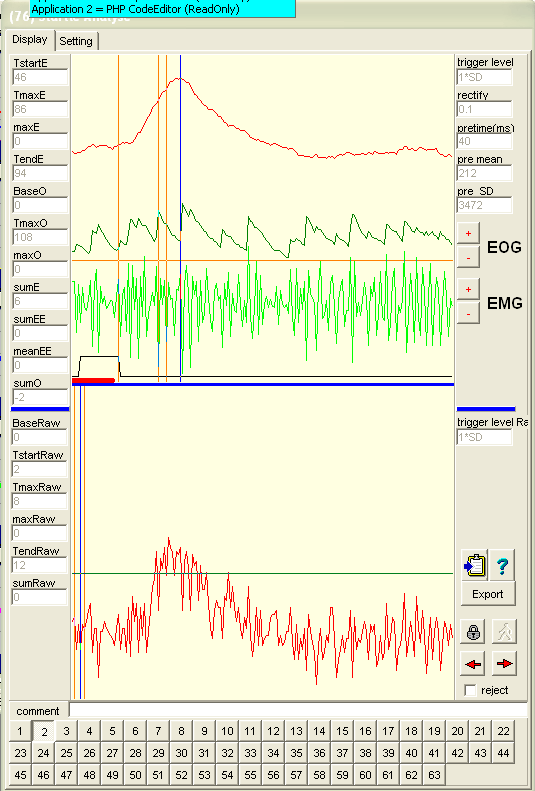 Application 2 = PHP CodeEditor (ReadOnly)
Display Setting
TstartE
46
TmaxE
86
maxE
0
TendE
94
BaseO
0
TmaxO
108
maxO
0
sumE
6
sumEE
0
meanEE
0
sumO
-2
trigger level
1*SD
rectify
0.1
pretime(ms)
40
pre mean
212
pre SD
3472
+
-
EOG
+
-
EMG
BaseRaw
0
TstartRaw
2
TmaxRaw
8
maxRaw
0
TendRaw
12
sumRaw
0
trigger level Ra
1*SD
?
Export
reject
comment
1 2 3 4 5 6 7 8 9 10 11 12 13 14 15 16 17 18 19 20 21 22
23 24 25 26 27 28 29 30 31 32 33 34 35 36 37 38 39 40 41 42 43 44
45 46 47 48 49 50 51 52 53 54 55 56 57 58 59 60 61 62 63